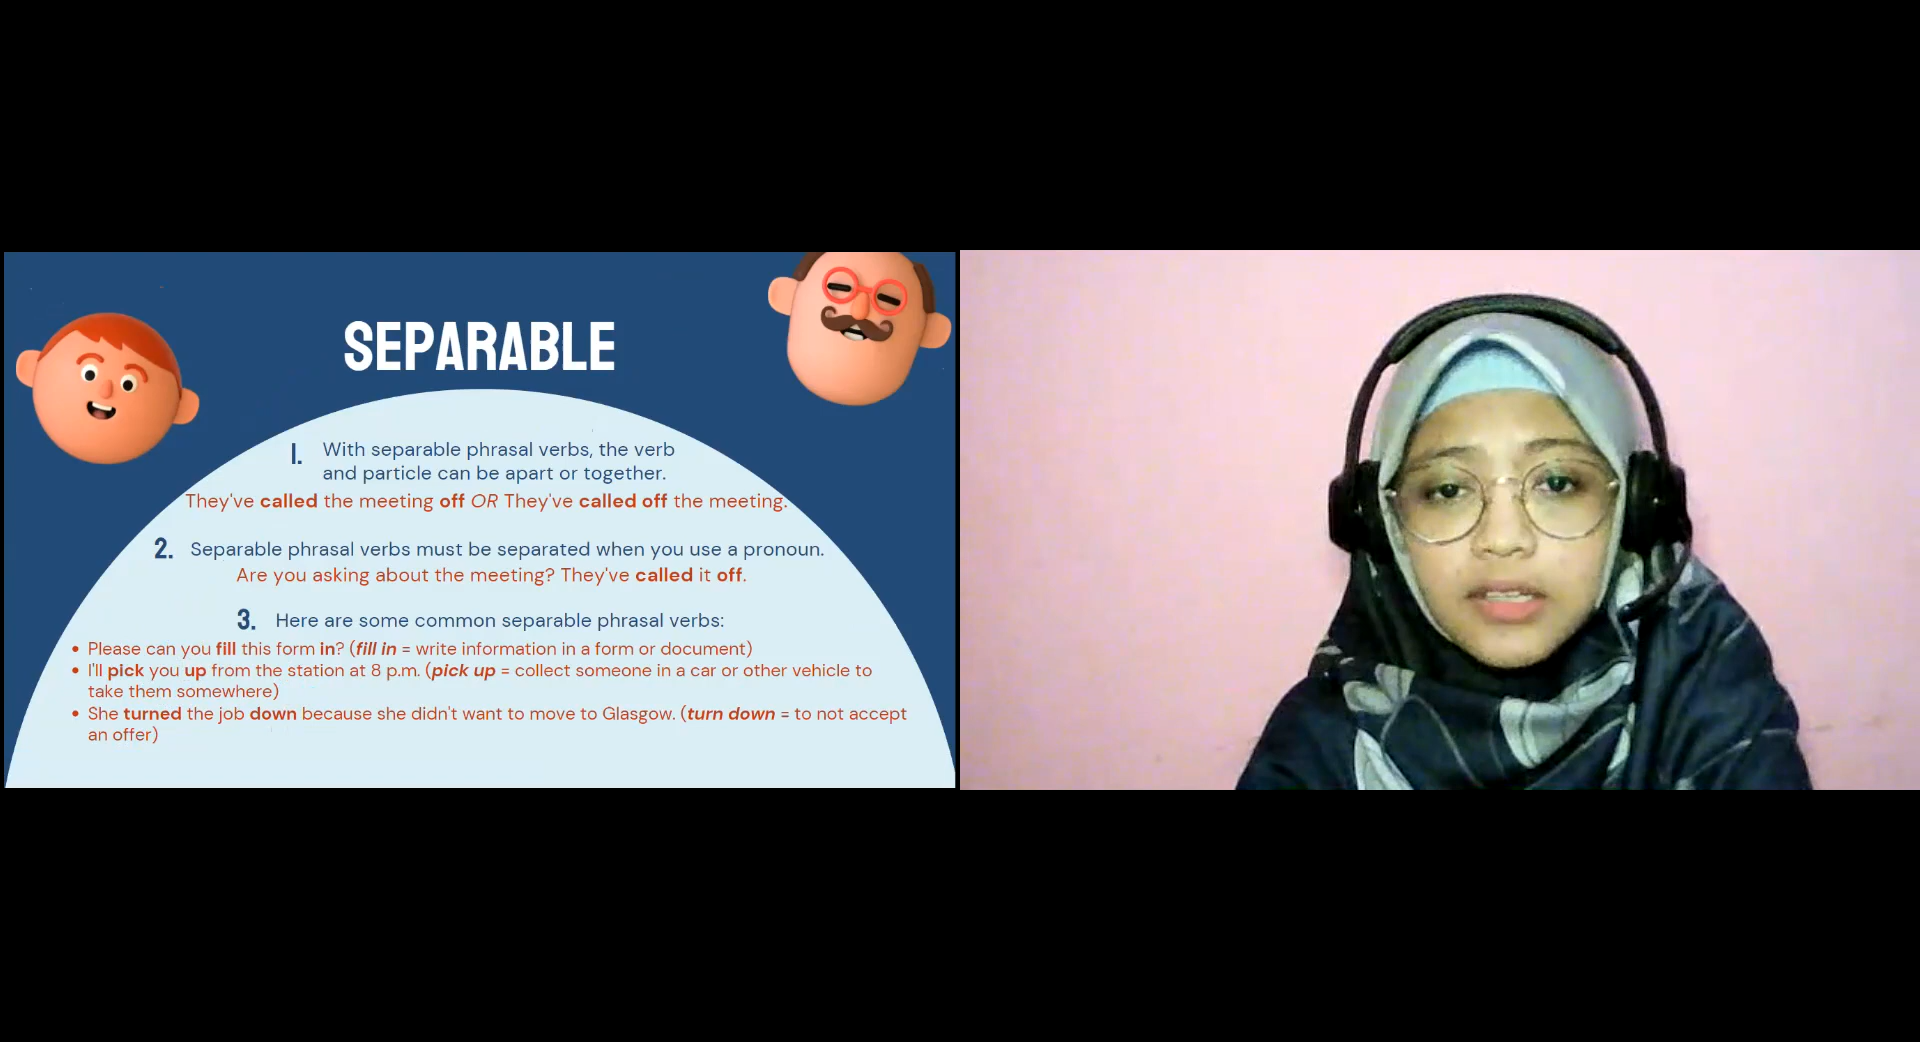 SEPARABLE
1. With separable phrasal verbs, the verb
and particle can be apart or together.
They've called the meeting off OR They've called off the meeting.
2. Separable phrasal verbs must be separated when you use a pronoun.
Are you asking about the meeting? They've called it off.
3. Here are some common separable phrasal verbs:
• Please can you fill this form in? (fill in = write information in a form or document)
• I'll pick you up from the station at 8 p.m. (pick up = collect someone in a car or other vehicle to
take them somewhere)
• She turned the job down because she didn't want to move to Glasgow. (turn down = to not accept
an offer)